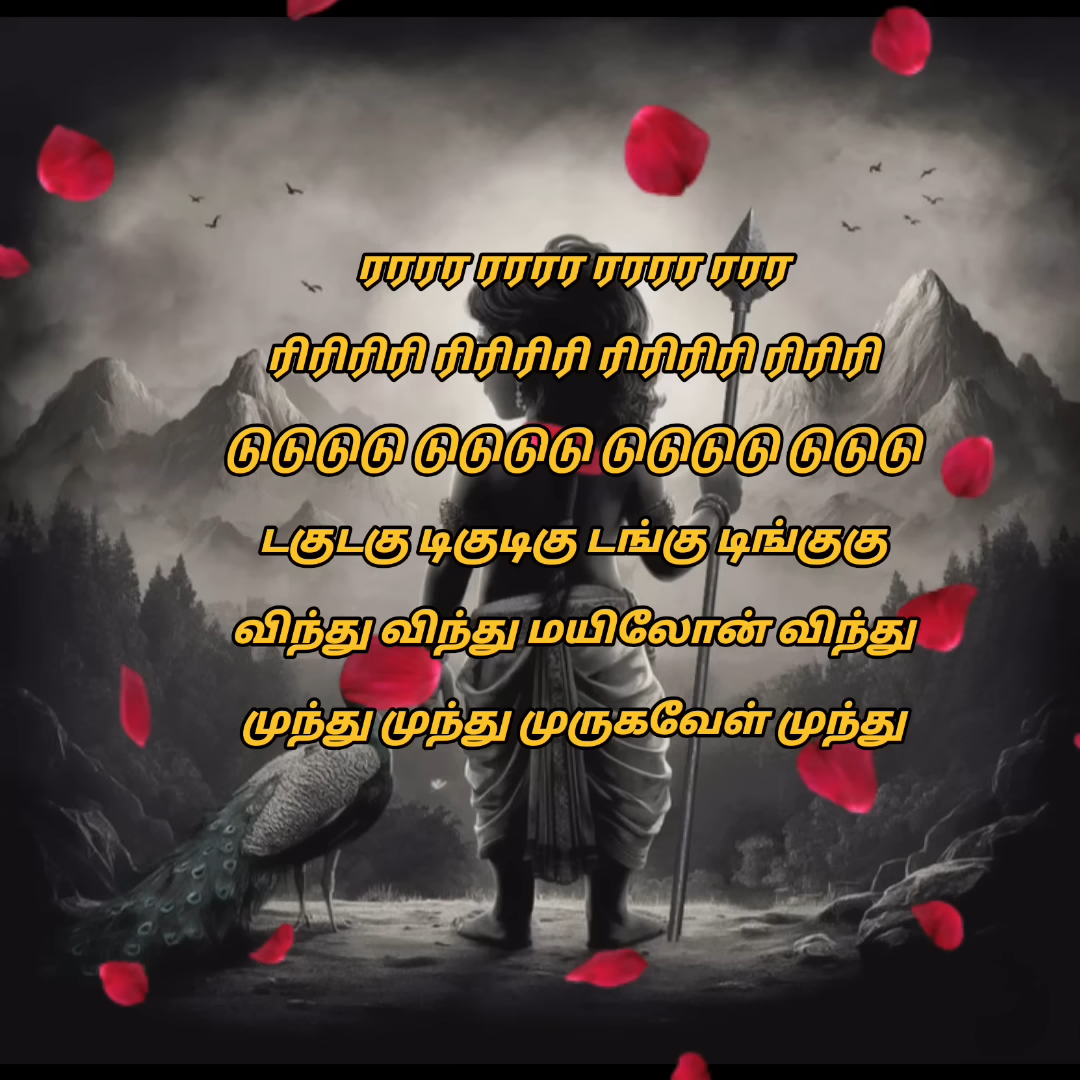 ரரரர ரரரர ரரரர ரரர
ரிரிரிரி ரிரிரிரி ரிரிரிரி ரிரிரி
டுடுடுடு டுடுடுடு டுடுடுடு டுடுடு
டகுடகு டிகுடிகு டங்கு டிங்குகு
விந்து விந்து மயிலோன் விந்து
முந்து முந்து முருகவேள் முந்து